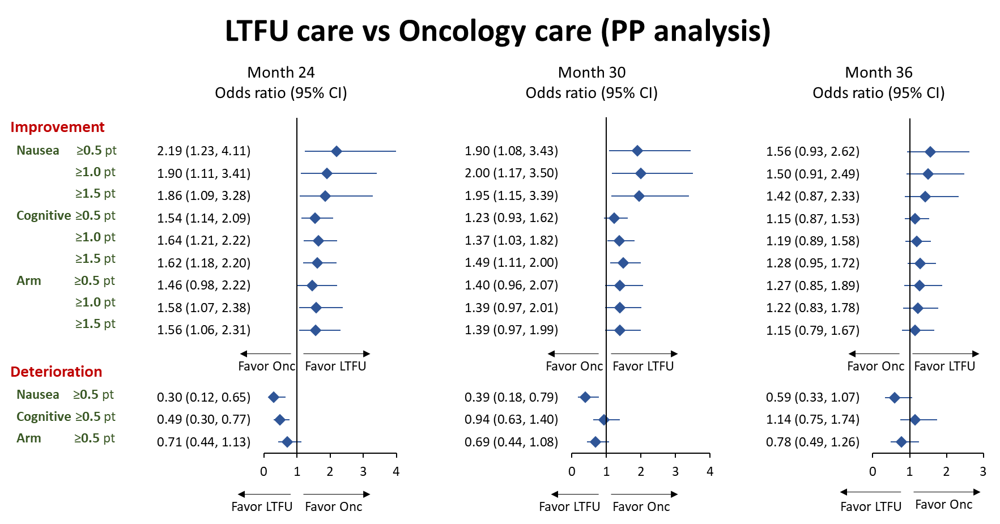 LTFU care vs Oncology care (PP analysis)
Month 24 Month 30 Month 36
Odds ratio (95% CI) Odds ratio (95% CI) Odds ratio (95% CI)
Improvement
Nausea ≥0.5 pt 2.19 (1.23, 4.11) 1.90 (1.08, 3.43) 1.56 (0.93, 2.62)
≥1.0 pt 1.90 (1.11, 3.41) 2.00 (1.17, 3.50) 1.50 (0.91, 2.49)
≥1.5 pt 1.86 (1.09, 3.28) 1.95 (1.15, 3.39) 1.42 (0.87, 2.33)
Cognitive ≥0.5 pt 1.54 (1.14, 2.09) 1.23 (0.93, 1.62) 1.15 (0.87, 1.53)
≥1.0 pt 1.64 (1.21, 2.22) 1.37 (1.03, 1.82) 1.19 (0.89, 1.58)
≥1.5 pt 1.62 (1.18, 2.20) 1.49 (1.11, 2.00) 1.28 (0.95, 1.72)
Arm ≥0.5 pt 1.46 (0.98, 2.22) 1.40 (0.96, 2.07) 1.27 (0.85, 1.89)
≥1.0 pt 1.58 (1.07, 2.38) 1.39 (0.97, 2.01) 1.22 (0.83, 1.78)
≥1.5 pt 1.56 (1.06, 2.31) 1.39 (0.97, 1.99) 1.15 (0.79, 1.67)
Favor Onc Favor LTFU Favor Onc Favor LTFU Favor Onc Favor LTFU
Deterioration
Nausea ≥0.5 pt 0.30 (0.12, 0.65) 0.39 (0.18, 0.79) 0.59 (0.33, 1.07)
Cognitive ≥0.5 pt 0.49 (0.30, 0.77) 0.94 (0.63, 1.40) 1.14 (0.75, 1.74)
Arm ≥0.5 pt 0.71 (0.44, 1.13) 0.69 (0.44, 1.08) 0.78 (0.49, 1.26)
0 1 2 3 4 0 1 2 3 4 0 1 2 3
Favor LTFU Favor Onc Favor LTFU Favor Onc Favor LTFU Favor Onc